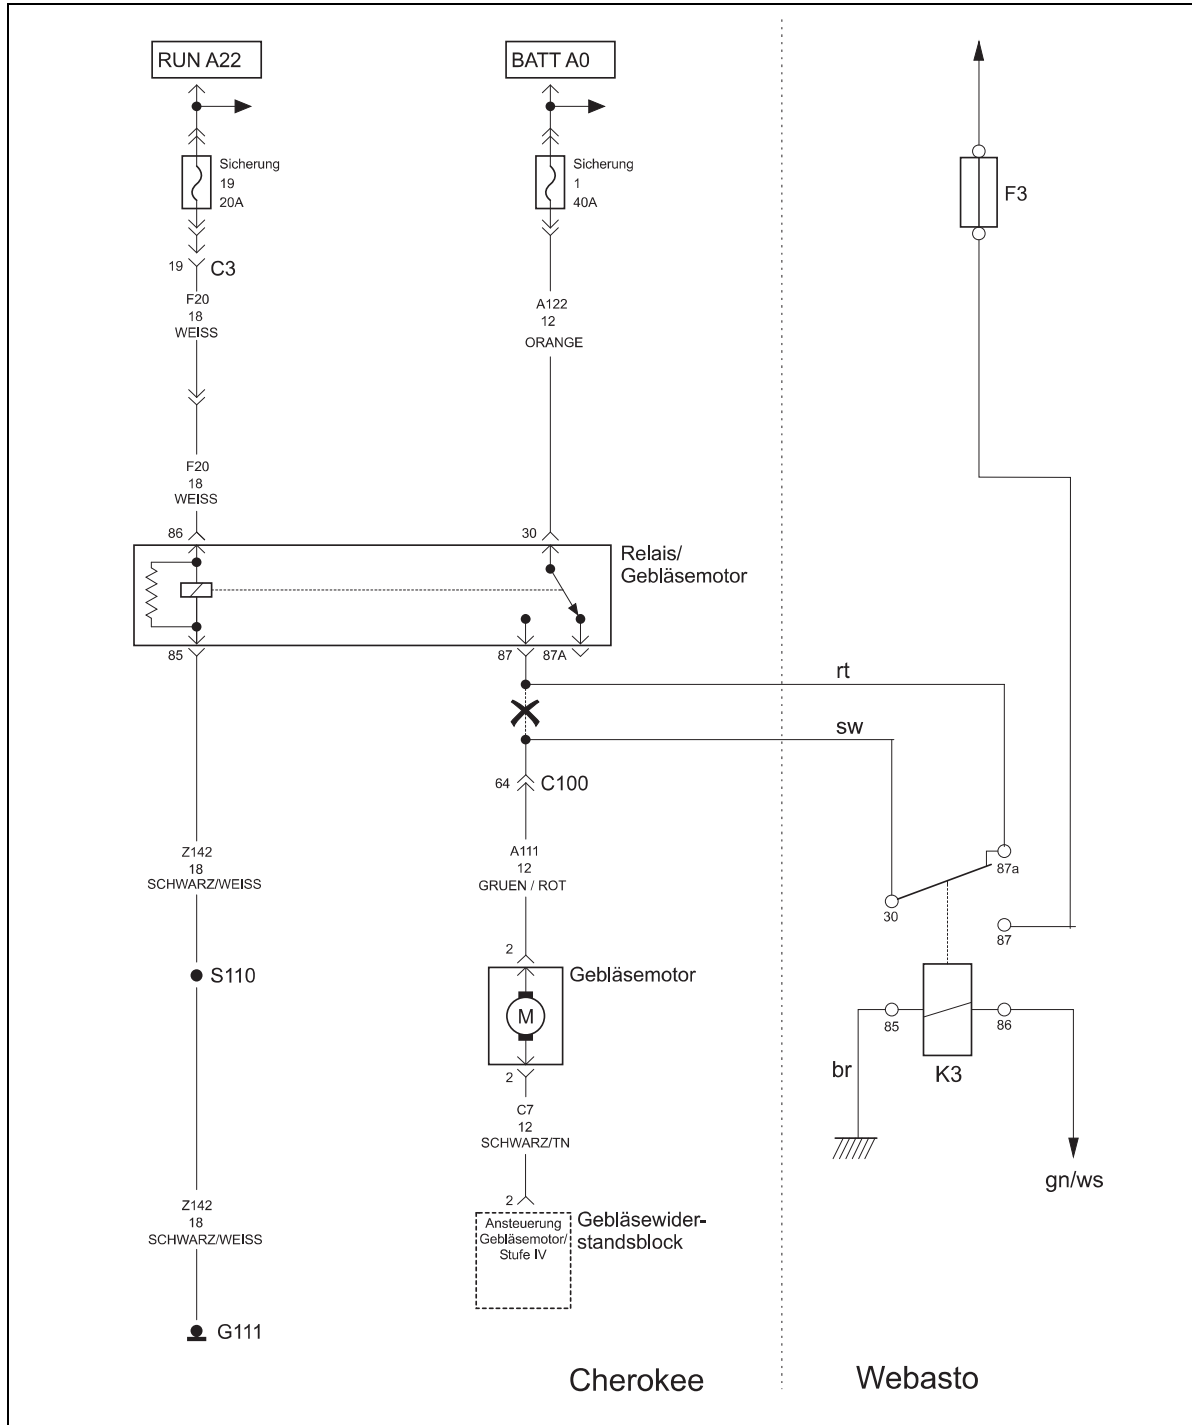 RUN A22
BATT A0
Sicherung
19
20A
Sicherung
1
40A
F3
19
C3
F20
18
WEISS
A122
12
ORANGE
F20
18
WEISS
86
30
Relais/
Gebläsemotor
85
87
87A
rt
sw
64
C100
Z142
18
SCHWARZ/WEISS
A111
12
GRUEN / ROT
87a
30
87
2
S110
Gebläsemotor
M
85
86
2
br
K3
C7
12
SCHWARZ/TN
gn/ws
2
Z142
18
SCHWARZ/WEISS
Ansteuerung
Gebläsemotor/
Stufe IV
Gebläsewider-
standsblock
G111
Cherokee
Webasto